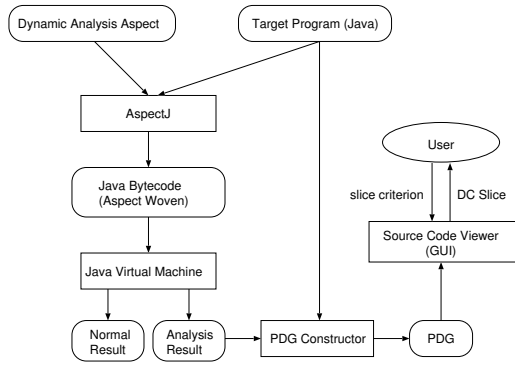 Dynamic Analysis Aspect
Target Program (Java)
AspectJ
User
Java Bytecode
(Aspect Woven)
slice criterion
DC Slice
Source Code Viewer
(GUI)
Java Virtual Machine
Normal
Result
Analysis
Result
PDG Constructor
PDG